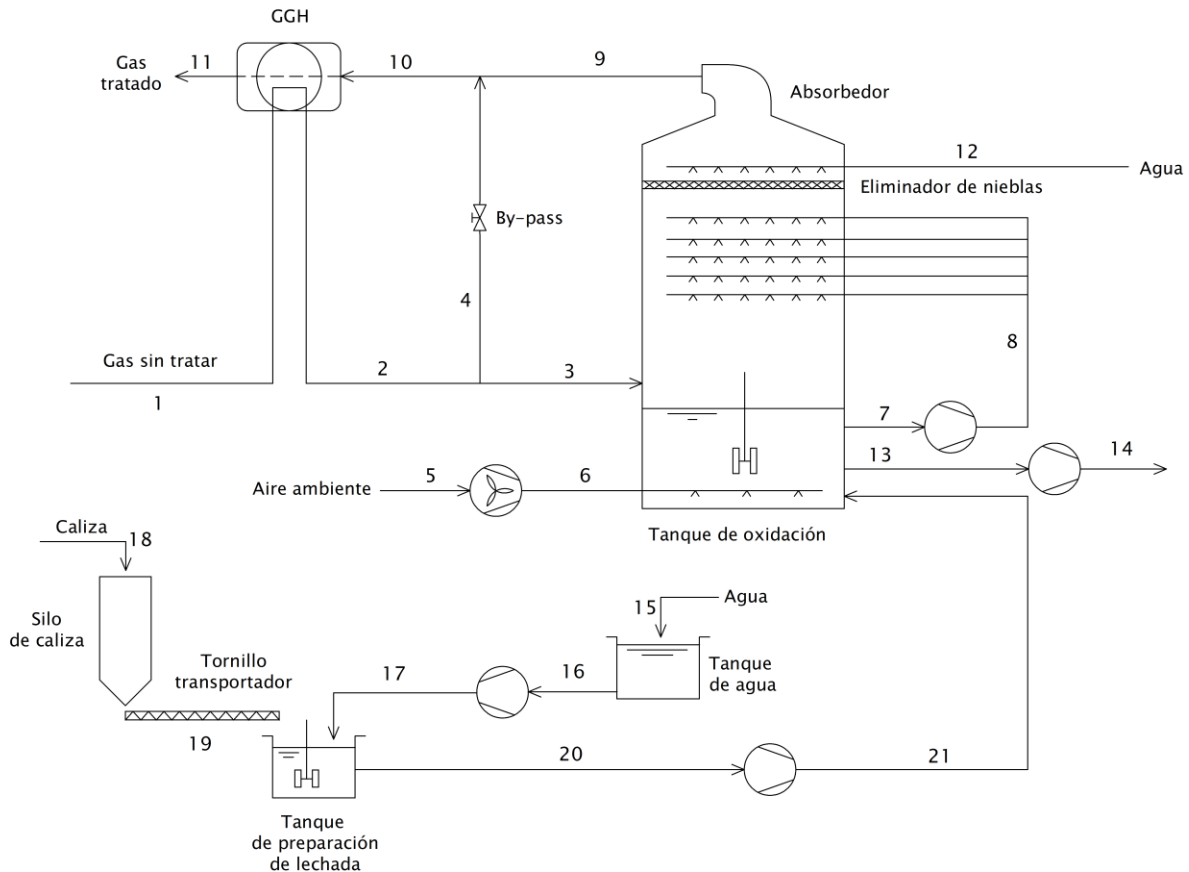 GGH
Gas
tratado
11
10
9
Absorbedor
12
Agua
Eliminador de nieblas
By-pass
4
8
Gas sin tratar
1
2
3
7
13
14
Aire ambiente
5
6
Tanque de oxidación
Caliza
18
Silo
de caliza
Tornillo
transportador
19
17
16
15
Agua
Tanque
de agua
20
21
Tanque
de preparación
de lechada